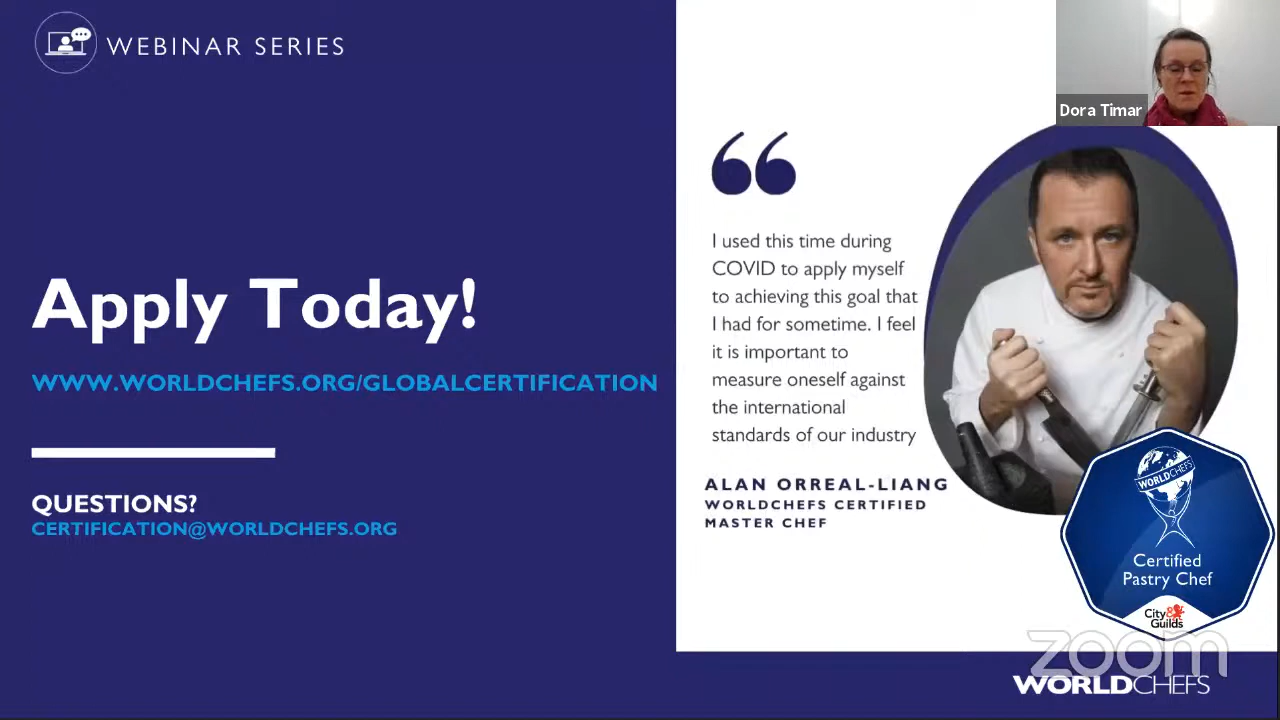 WEBINAR SERIES
Apply Today!
WWW.WORLDCHEFS.ORG/GLOBALCERTIFICATION
QUESTIONS?
CERTIFICATION@WORLDCHEFS.ORG
Dora Timar
“
I used this time during
COVID to apply myself
to achieving this goal that
I had for sometime. I feel
it is important to
measure oneself against
the international
standards of our industry
ALAN ORREAL-LIANG
WORLDCHEFS CERTIFIED
MASTER CHEF
WORLDCHEFS
Certified
Pastry Chef
City&
Guilds
zoom
WORLDCHEFS